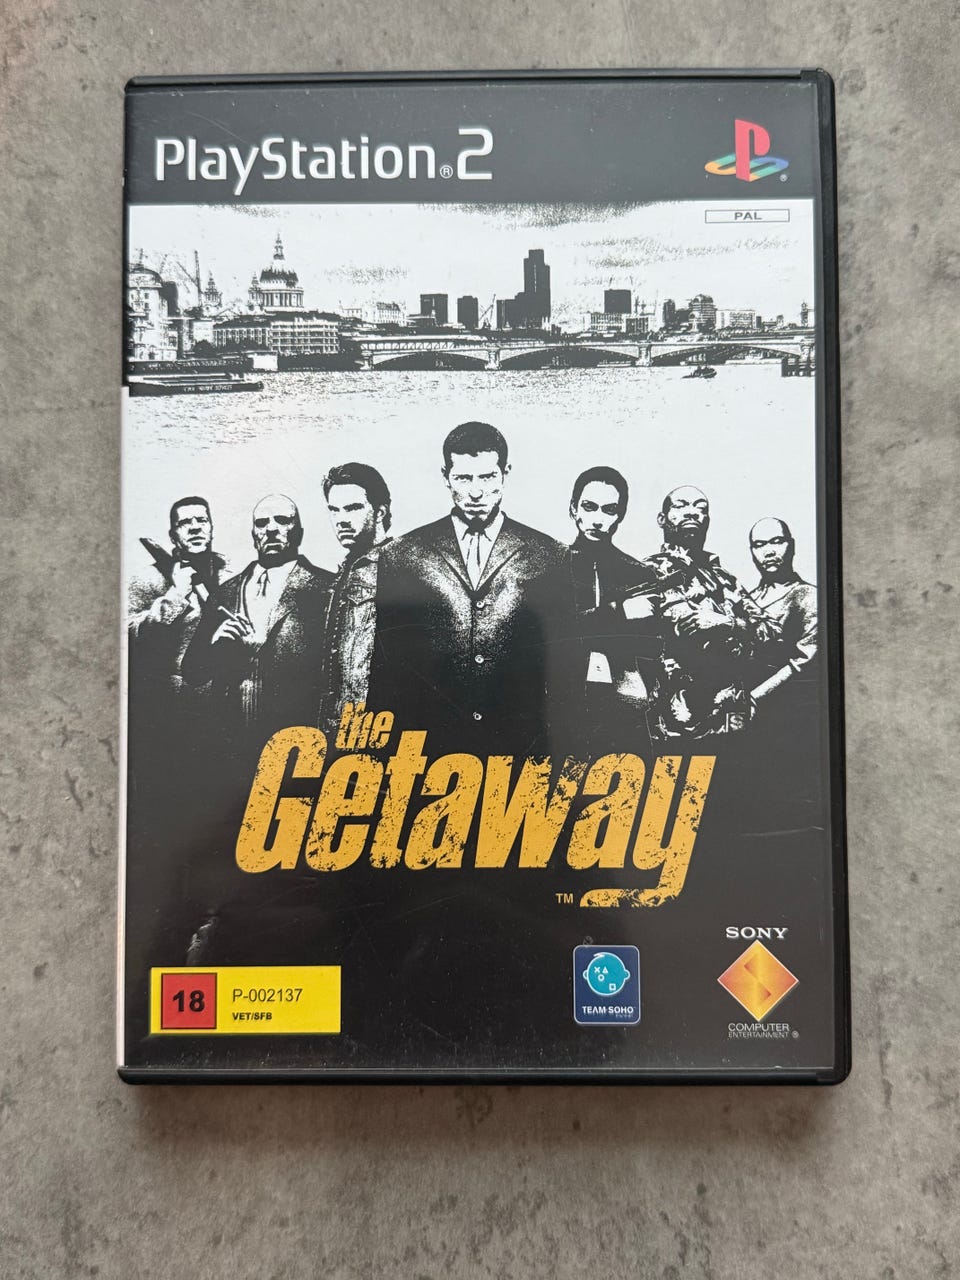 PlayStation®2
PAL
the
Getaway
TM
SONY
18
P-002137
VET/SFB
TEAM SOHO
COMPUTER
ENTERTAINMENT ®